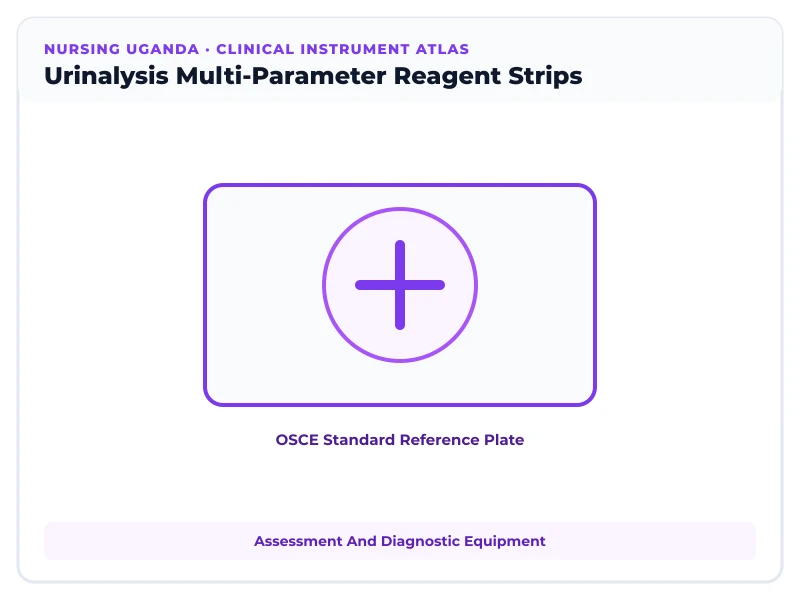 NURSING UGANDA · CLINICAL INSTRUMENT ATLAS
Urinalysis Multi-Parameter Reagent Strips
OSCE Standard Reference Plate
Assessment And Diagnostic Equipment